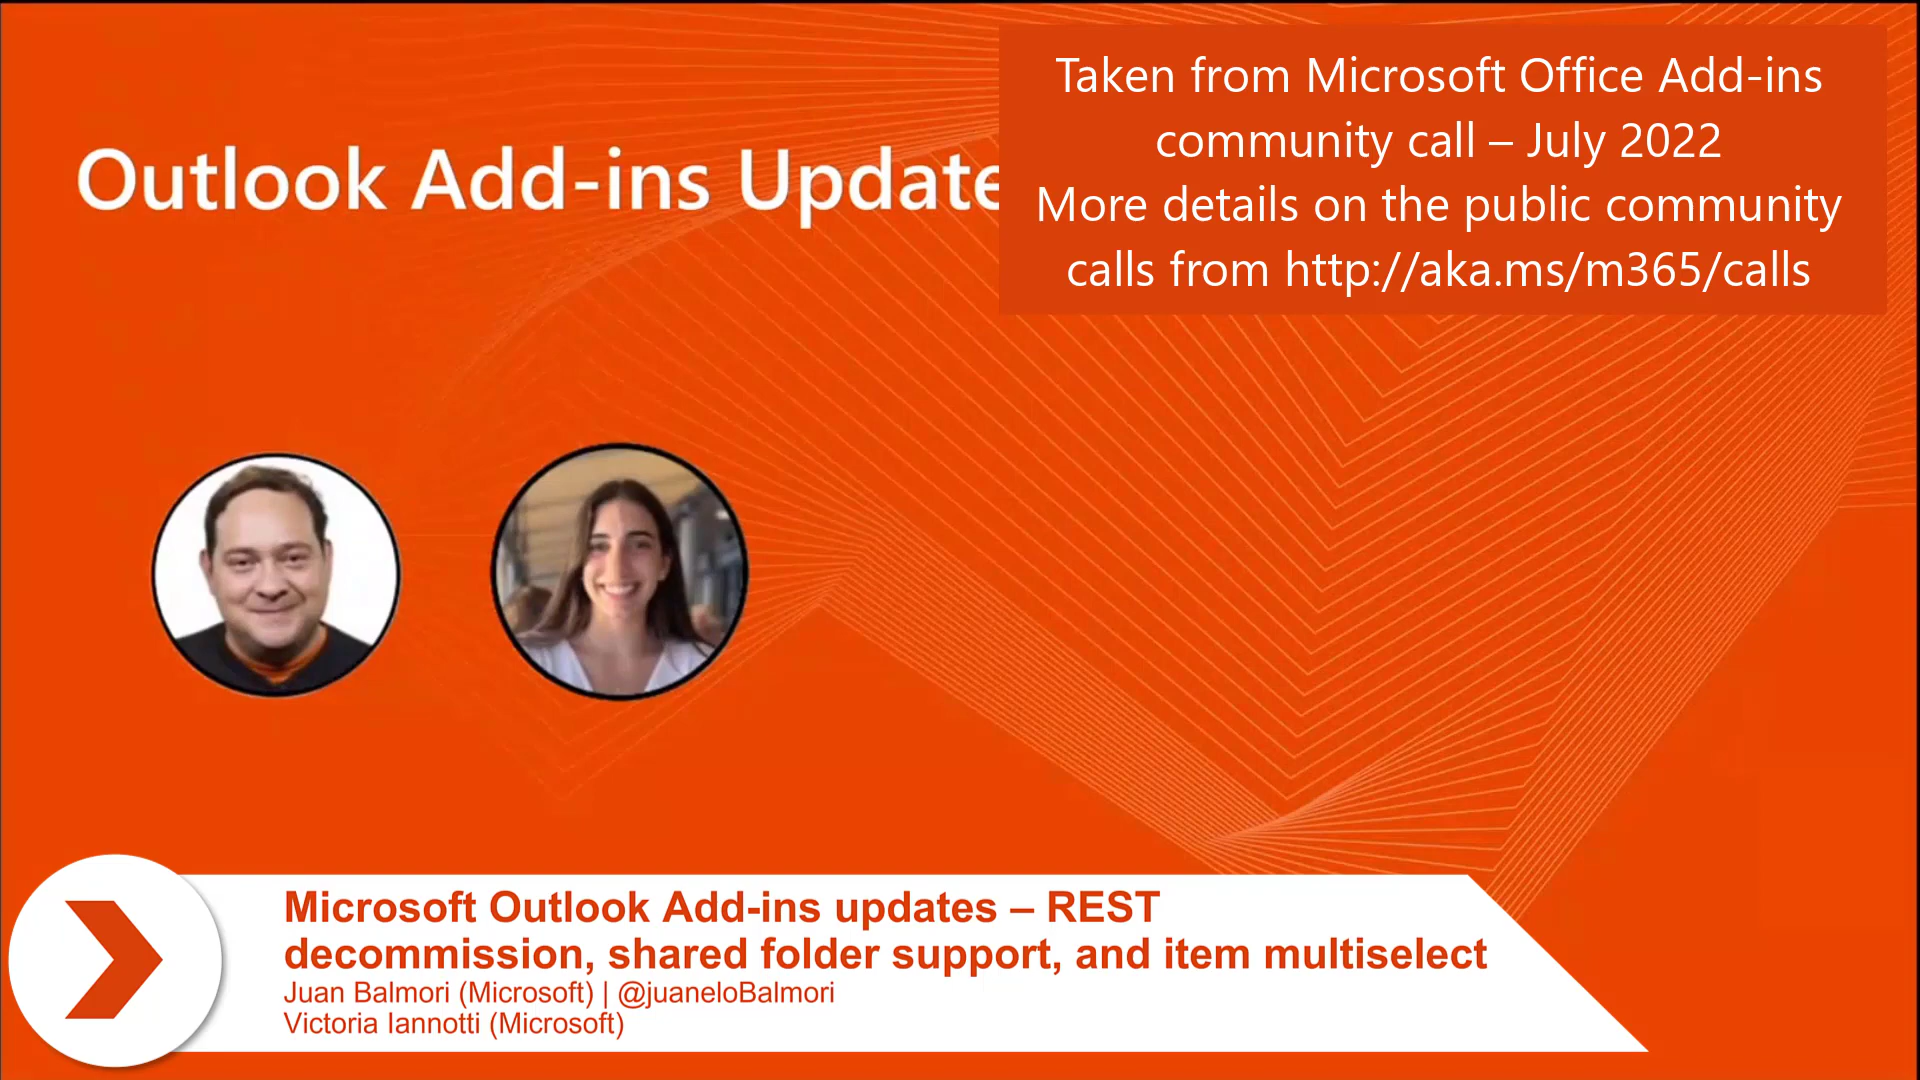 Outlook Add-ins Update
Taken from Microsoft Office Add-ins
community call – July 2022
More details on the public community
calls from http://aka.ms/m365/calls
Microsoft Outlook Add-ins updates – REST
decommission, shared folder support, and item multiselect
Juan Balmori (Microsoft) | @juaneloBalmori
Victoria Iannotti (Microsoft)